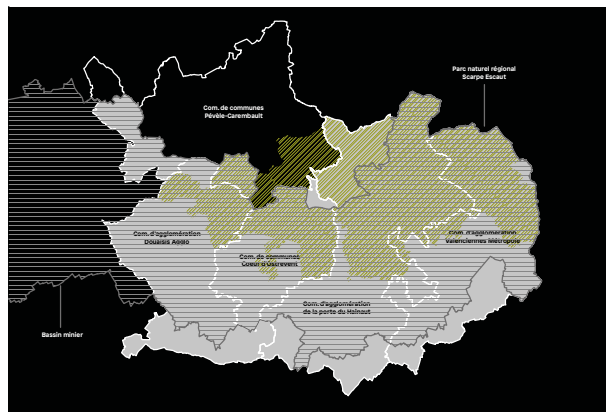 Parc naturel régional
Scarpe Escaut
Com. de communes
Pévèle-Carembault
Com. d'agglomération
Douaisis Agglo
Com. d'agglomération
Valenciennes Métropole
Com. de communes
Coeur d'Ostrevent
Com. d'agglomération
de la porte du Hainaut
Bassin minier